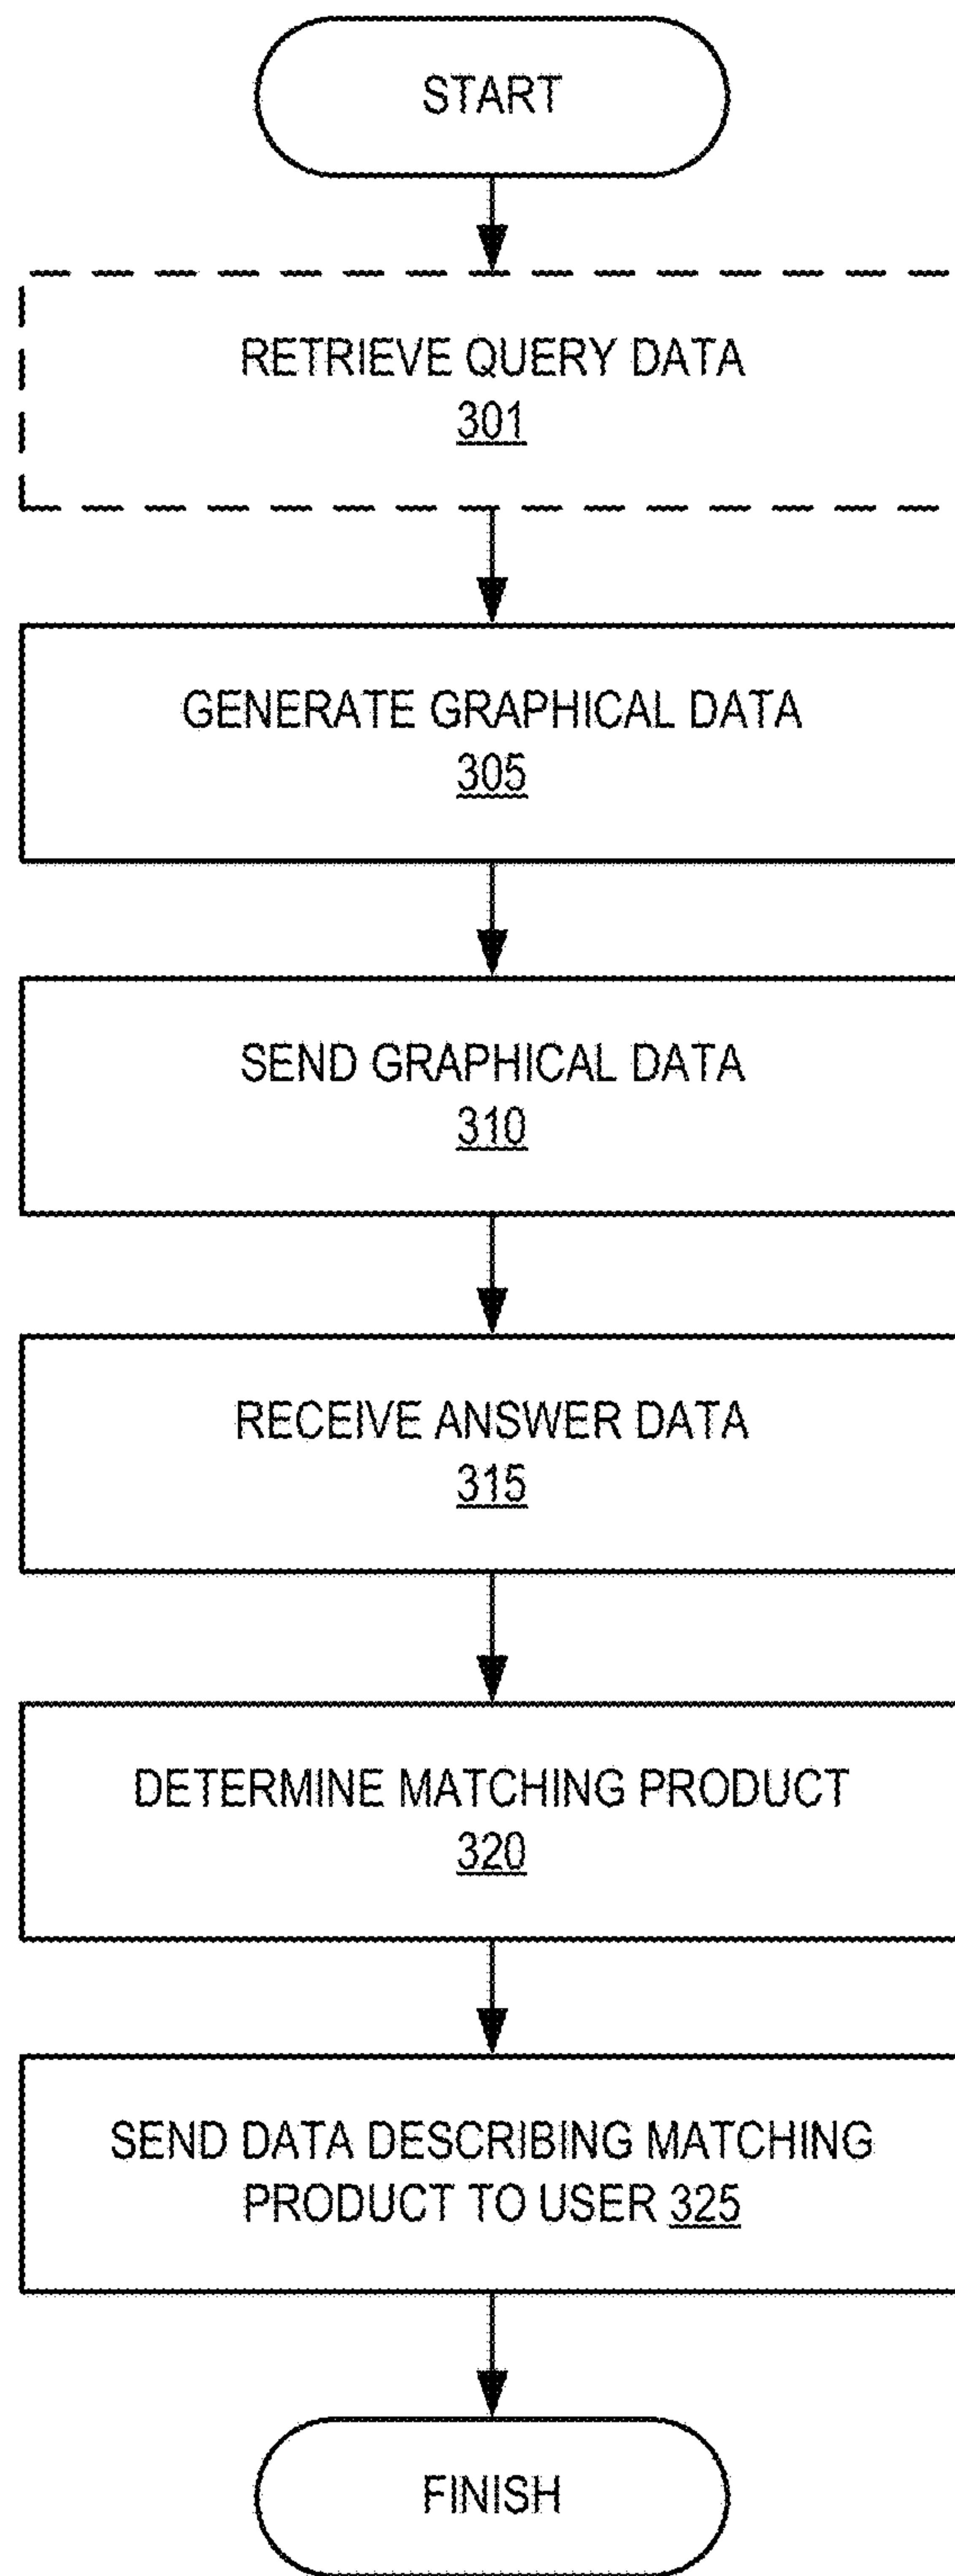 START
RETRIEVE QUERY DATA
301
GENERATE GRAPHICAL DATA
305
SEND GRAPHICAL DATA
310
RECEIVE ANSWER DATA
315
DETERMINE MATCHING PRODUCT
320
SEND DATA DESCRIBING MATCHING
PRODUCT TO USER 325
FINISH